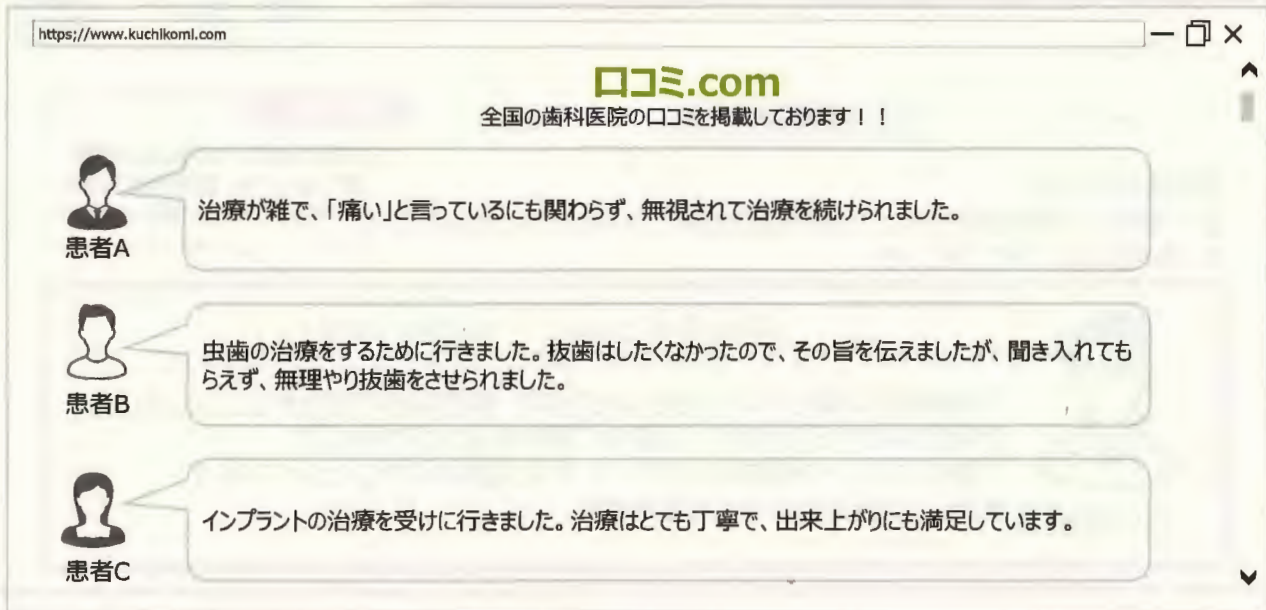 https;//www.kuchikomi.com
口コミ.com
全国の歯科医院の口コミを掲載しております！！
治療が雑で、「痛い」と言っているにも関わらず、無視されて治療を続けられました。
患者A
虫歯の治療をするために行きました。抜歯はしたくなかったので、その旨を伝えましたが、聞き入れても
らえず、無理やり抜歯をさせられました。
患者B
インプラントの治療を受けに行きました。治療はとても丁寧で、出来上がりにも満足しています。
患者C